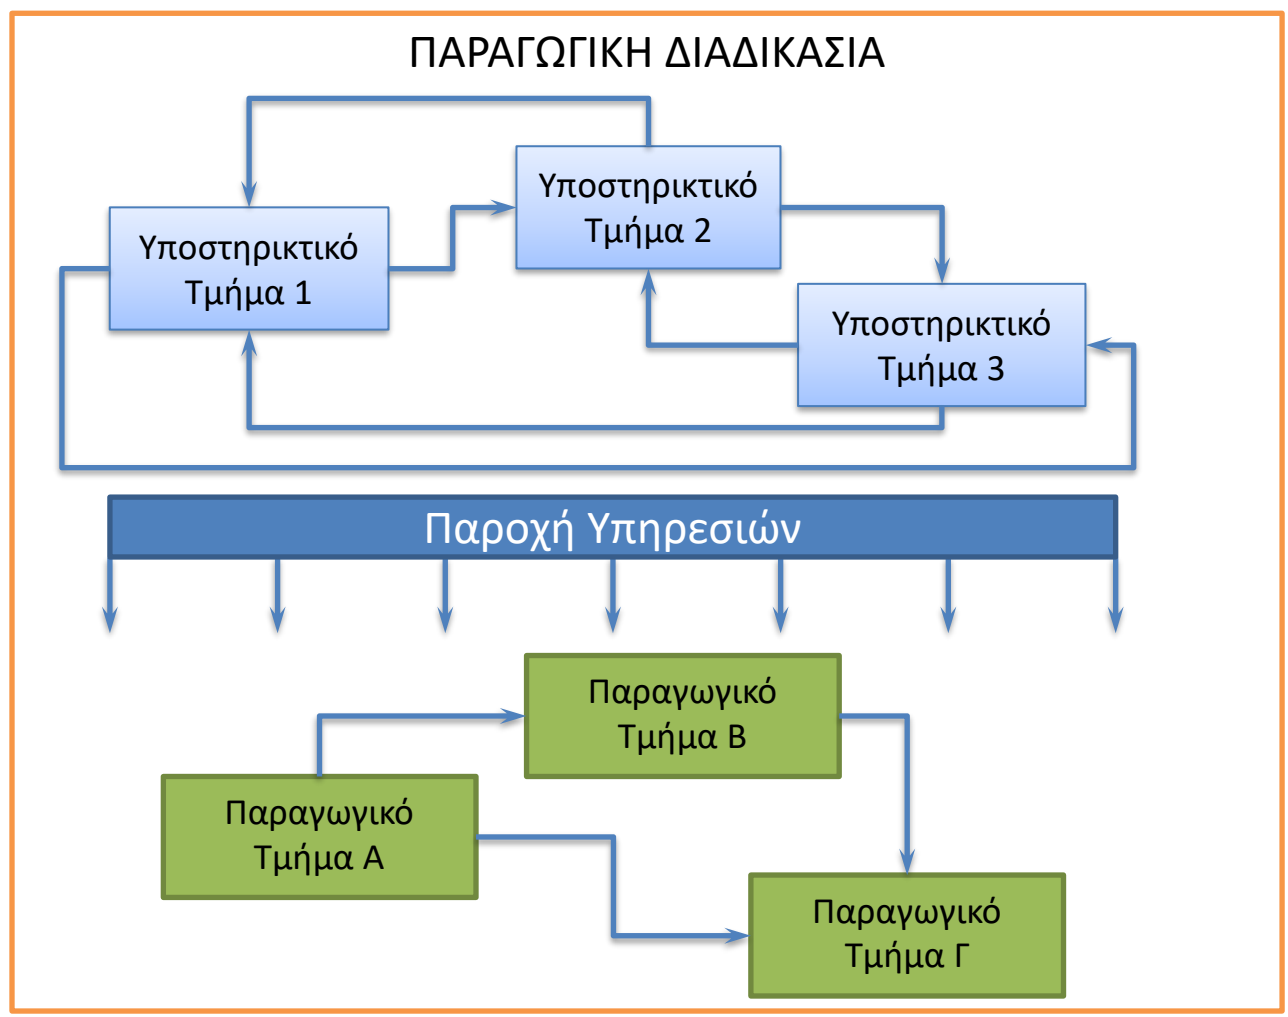 ΠΑΡΑΓΩΓΙΚΗ ΔΙΑΔΙΚΑΣΙΑ
Υποστηρικτικό
Τμήμα 2
Υποστηρικτικό
Τμήμα 1
Υποστηρικτικό
Τμήμα 3
Παροχή Υπηρεσιών
Παραγωγικό
Τμήμα Β
Παραγωγικό
Τμήμα Α
Παραγωγικό
Τμήμα Γ